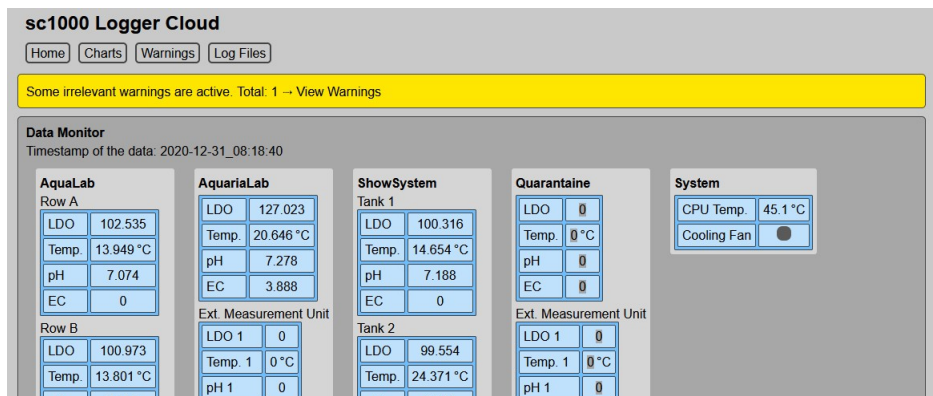 sc1000 Logger Cloud
Home Charts Warnings Log Files
Some irrelevant warnings are active. Total: 1 → View Warnings
Data Monitor
Timestamp of the data: 2020-12-31_08:18:40
AquaLab
Row A
LDO 102.535
Temp. 13.949 °C
pH 7.074
EC 0
Row B
LDO 100.973
Temp. 13.801 °C
AquariaLab
LDO 127.023
Temp. 20.646 °C
pH 7.278
EC 3.888
Ext. Measurement Unit
LDO 1 0
Temp. 1 0 °C
pH 1 0
ShowSystem
Tank 1
LDO 100.316
Temp. 14.654 °C
pH 7.188
EC 0
Tank 2
LDO 99.554
Temp. 24.371 °C
Quarantaine
LDO 0
Temp. 0 °C
pH 0
EC 0
Ext. Measurement Unit
LDO 1 0
Temp. 1 0 °C
pH 1 0
System
CPU Temp. 45.1 °C
Cooling Fan